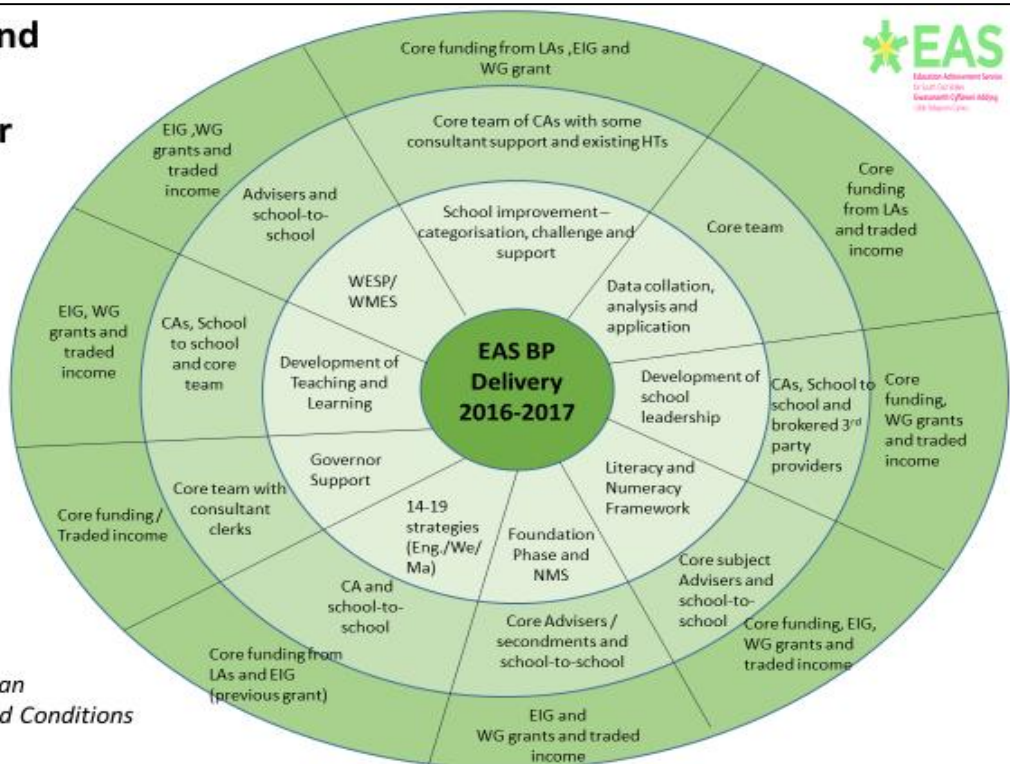 nd
r
an
d Conditions
EAS
Education Achievement Service
for South East Wales
Core funding from LAs ,EIG and
WG grant
Core team of CAs with some
consultant support and existing HTs
School improvement –
categorisation, challenge and
support
Core
funding
from LAs
and traded
income
Core team
Data collation,
analysis and
application
Core
funding,
WG grants
and traded
income
CAs, School to
school and
brokered 3rd
party
providers
Development of
school
leadership
Core funding, EIG,
WG grants and
traded income
Core subject
Advisers and
school-to-
school
Literacy and
Numeracy
Framework
EIG and
WG grants and traded
income
Core Advisers /
secondments and
school-to-school
Foundation
Phase and
NMS
Core funding from
LAs and EIG
(previous grant)
CA and
school-to-
school
14-19
strategies
(Eng./We/
Ma)
Core funding /
Traded income
Core team with
consultant
clerks
Governor
Support
EIG, WG
grants and
traded
income
CAs, School
to school
and core
team
Development of
Teaching and
Learning
EIG ,WG
grants and
traded
income
Advisers and
school-to-
school
WESP/
WMES
EAS BP
Delivery
2016-2017